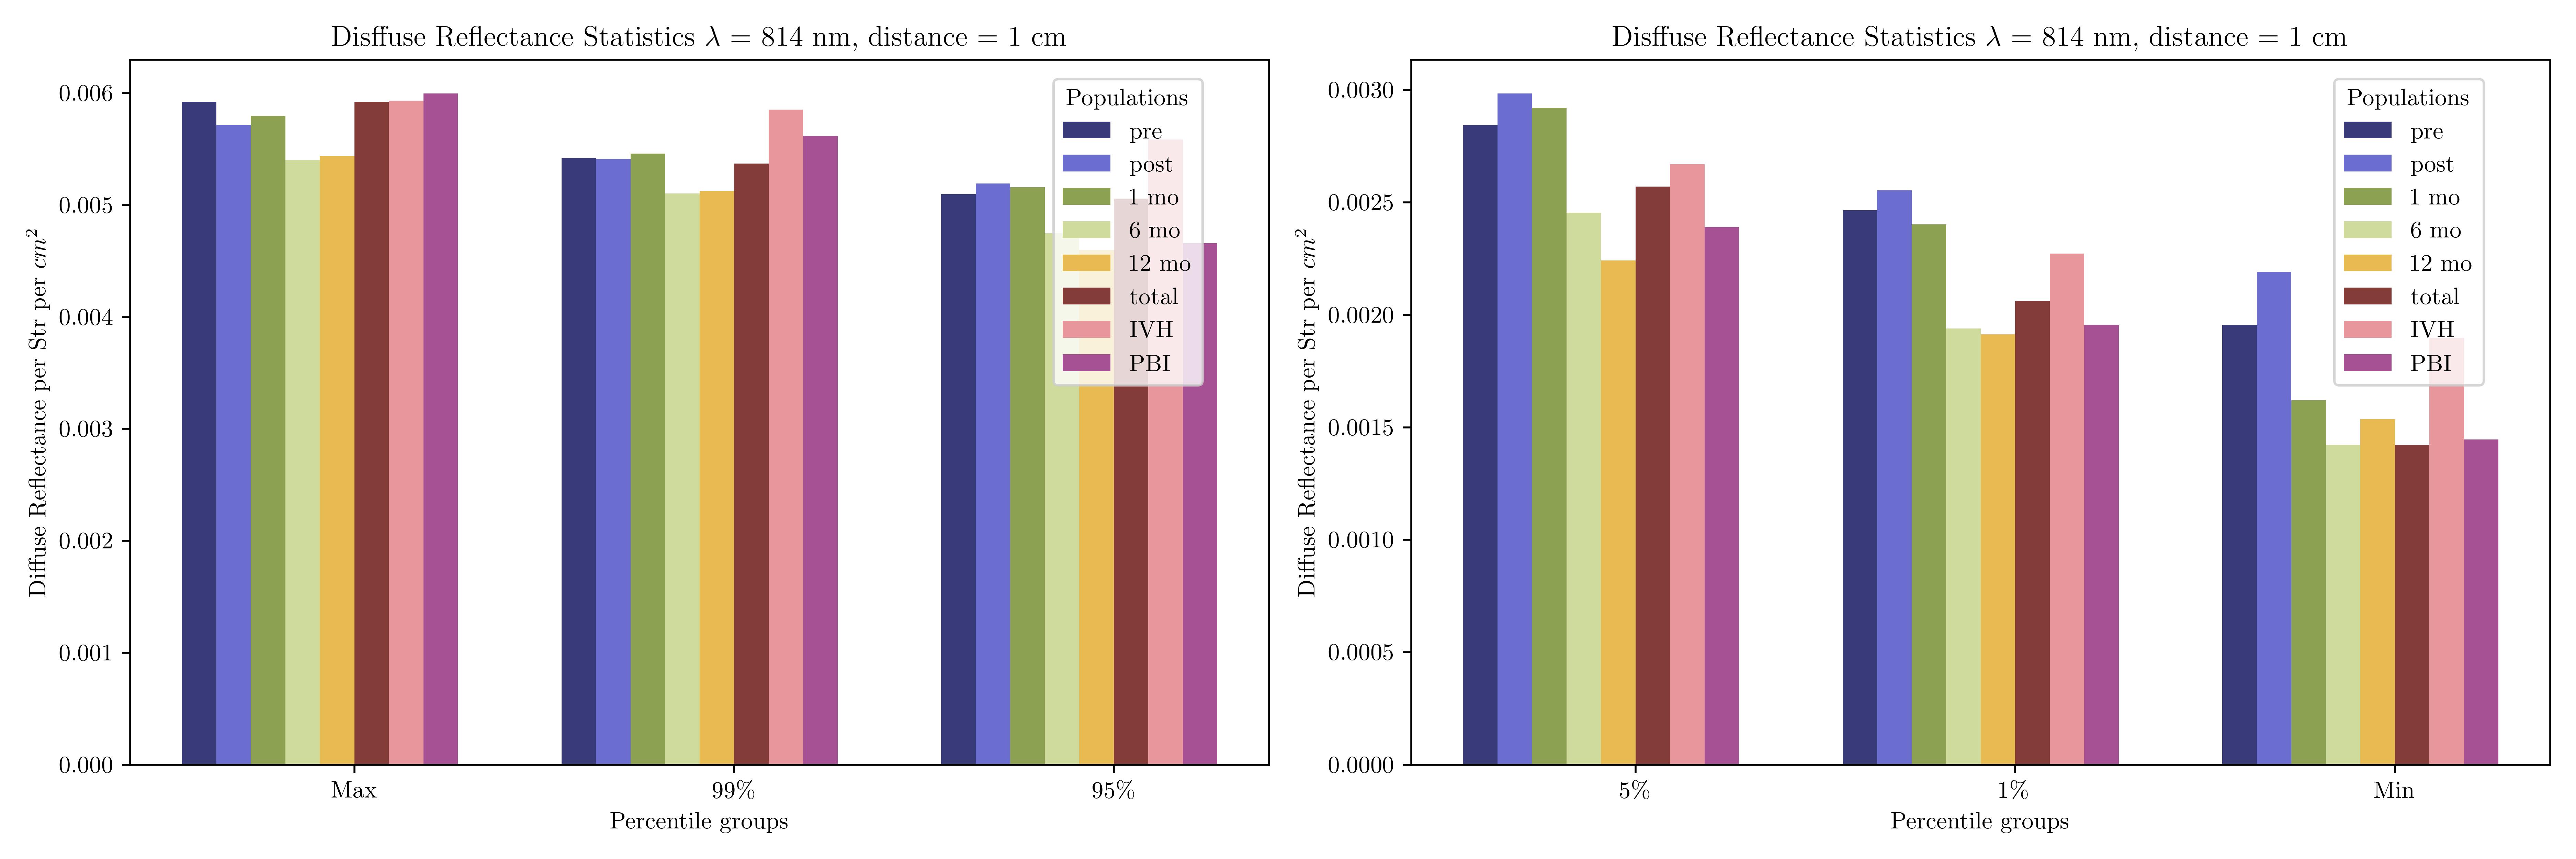 Disffuse Reflectance Statistics λ = 814 nm, distance = 1 cm
Diffuse Reflectance per Str per cm²
0.006
0.005
0.004
0.003
0.002
0.001
0.000
Populations
pre
post
1 mo
6 mo
12 mo
total
IVH
PBI
Max 99% 95%
Percentile groups
Disffuse Reflectance Statistics λ = 814 nm, distance = 1 cm
Diffuse Reflectance per Str per cm²
0.0030
0.0025
0.0020
0.0015
0.0010
0.0005
0.0000
Populations
pre
post
1 mo
6 mo
12 mo
total
IVH
PBI
5% 1% Min
Percentile groups